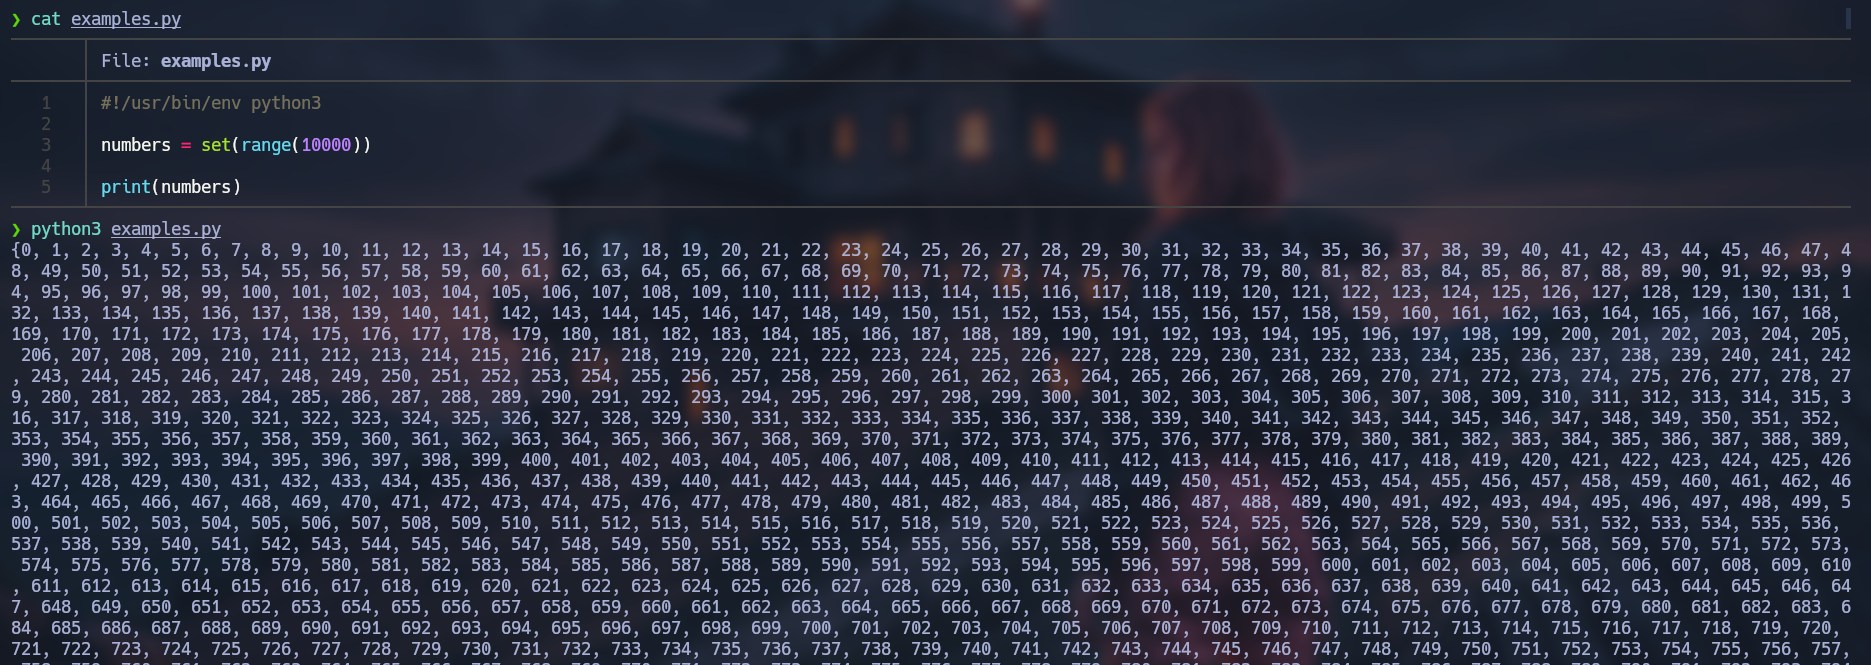 ❯ cat examples.py
File: examples.py
1 #!/usr/bin/env python3
2
3 numbers = set(range(10000))
4
5 print(numbers)
❯ python3 examples.py
{0, 1, 2, 3, 4, 5, 6, 7, 8, 9, 10, 11, 12, 13, 14, 15, 16, 17, 18, 19, 20, 21, 22, 23, 24, 25, 26, 27, 28, 29, 30, 31, 32, 33, 34, 35, 36, 37, 38, 39, 40, 41, 42, 43, 44, 45, 46, 47, 4
8, 49, 50, 51, 52, 53, 54, 55, 56, 57, 58, 59, 60, 61, 62, 63, 64, 65, 66, 67, 68, 69, 70, 71, 72, 73, 74, 75, 76, 77, 78, 79, 80, 81, 82, 83, 84, 85, 86, 87, 88, 89, 90, 91, 92, 93, 9
4, 95, 96, 97, 98, 99, 100, 101, 102, 103, 104, 105, 106, 107, 108, 109, 110, 111, 112, 113, 114, 115, 116, 117, 118, 119, 120, 121, 122, 123, 124, 125, 126, 127, 128, 129, 130, 131, 1
32, 133, 134, 135, 136, 137, 138, 139, 140, 141, 142, 143, 144, 145, 146, 147, 148, 149, 150, 151, 152, 153, 154, 155, 156, 157, 158, 159, 160, 161, 162, 163, 164, 165, 166, 167, 168,
169, 170, 171, 172, 173, 174, 175, 176, 177, 178, 179, 180, 181, 182, 183, 184, 185, 186, 187, 188, 189, 190, 191, 192, 193, 194, 195, 196, 197, 198, 199, 200, 201, 202, 203, 204, 205,
206, 207, 208, 209, 210, 211, 212, 213, 214, 215, 216, 217, 218, 219, 220, 221, 222, 223, 224, 225, 226, 227, 228, 229, 230, 231, 232, 233, 234, 235, 236, 237, 238, 239, 240, 241, 242
, 243, 244, 245, 246, 247, 248, 249, 250, 251, 252, 253, 254, 255, 256, 257, 258, 259, 260, 261, 262, 263, 264, 265, 266, 267, 268, 269, 270, 271, 272, 273, 274, 275, 276, 277, 278, 27
9, 280, 281, 282, 283, 284, 285, 286, 287, 288, 289, 290, 291, 292, 293, 294, 295, 296, 297, 298, 299, 300, 301, 302, 303, 304, 305, 306, 307, 308, 309, 310, 311, 312, 313, 314, 315, 3
16, 317, 318, 319, 320, 321, 322, 323, 324, 325, 326, 327, 328, 329, 330, 331, 332, 333, 334, 335, 336, 337, 338, 339, 340, 341, 342, 343, 344, 345, 346, 347, 348, 349, 350, 351, 352,
353, 354, 355, 356, 357, 358, 359, 360, 361, 362, 363, 364, 365, 366, 367, 368, 369, 370, 371, 372, 373, 374, 375, 376, 377, 378, 379, 380, 381, 382, 383, 384, 385, 386, 387, 388, 389,
390, 391, 392, 393, 394, 395, 396, 397, 398, 399, 400, 401, 402, 403, 404, 405, 406, 407, 408, 409, 410, 411, 412, 413, 414, 415, 416, 417, 418, 419, 420, 421, 422, 423, 424, 425, 426
, 427, 428, 429, 430, 431, 432, 433, 434, 435, 436, 437, 438, 439, 440, 441, 442, 443, 444, 445, 446, 447, 448, 449, 450, 451, 452, 453, 454, 455, 456, 457, 458, 459, 460, 461, 462, 46
3, 464, 465, 466, 467, 468, 469, 470, 471, 472, 473, 474, 475, 476, 477, 478, 479, 480, 481, 482, 483, 484, 485, 486, 487, 488, 489, 490, 491, 492, 493, 494, 495, 496, 497, 498, 499, 5
00, 501, 502, 503, 504, 505, 506, 507, 508, 509, 510, 511, 512, 513, 514, 515, 516, 517, 518, 519, 520, 521, 522, 523, 524, 525, 526, 527, 528, 529, 530, 531, 532, 533, 534, 535, 536,
537, 538, 539, 540, 541, 542, 543, 544, 545, 546, 547, 548, 549, 550, 551, 552, 553, 554, 555, 556, 557, 558, 559, 560, 561, 562, 563, 564, 565, 566, 567, 568, 569, 570, 571, 572, 573,
574, 575, 576, 577, 578, 579, 580, 581, 582, 583, 584, 585, 586, 587, 588, 589, 590, 591, 592, 593, 594, 595, 596, 597, 598, 599, 600, 601, 602, 603, 604, 605, 606, 607, 608, 609, 610
, 611, 612, 613, 614, 615, 616, 617, 618, 619, 620, 621, 622, 623, 624, 625, 626, 627, 628, 629, 630, 631, 632, 633, 634, 635, 636, 637, 638, 639, 640, 641, 642, 643, 644, 645, 646, 64
7, 648, 649, 650, 651, 652, 653, 654, 655, 656, 657, 658, 659, 660, 661, 662, 663, 664, 665, 666, 667, 668, 669, 670, 671, 672, 673, 674, 675, 676, 677, 678, 679, 680, 681, 682, 683, 6
84, 685, 686, 687, 688, 689, 690, 691, 692, 693, 694, 695, 696, 697, 698, 699, 700, 701, 702, 703, 704, 705, 706, 707, 708, 709, 710, 711, 712, 713, 714, 715, 716, 717, 718, 719, 720,
721, 722, 723, 724, 725, 726, 727, 728, 729, 730, 731, 732, 733, 734, 735, 736, 737, 738, 739, 740, 741, 742, 743, 744, 745, 746, 747, 748, 749, 750, 751, 752, 753, 754, 755, 756, 757,